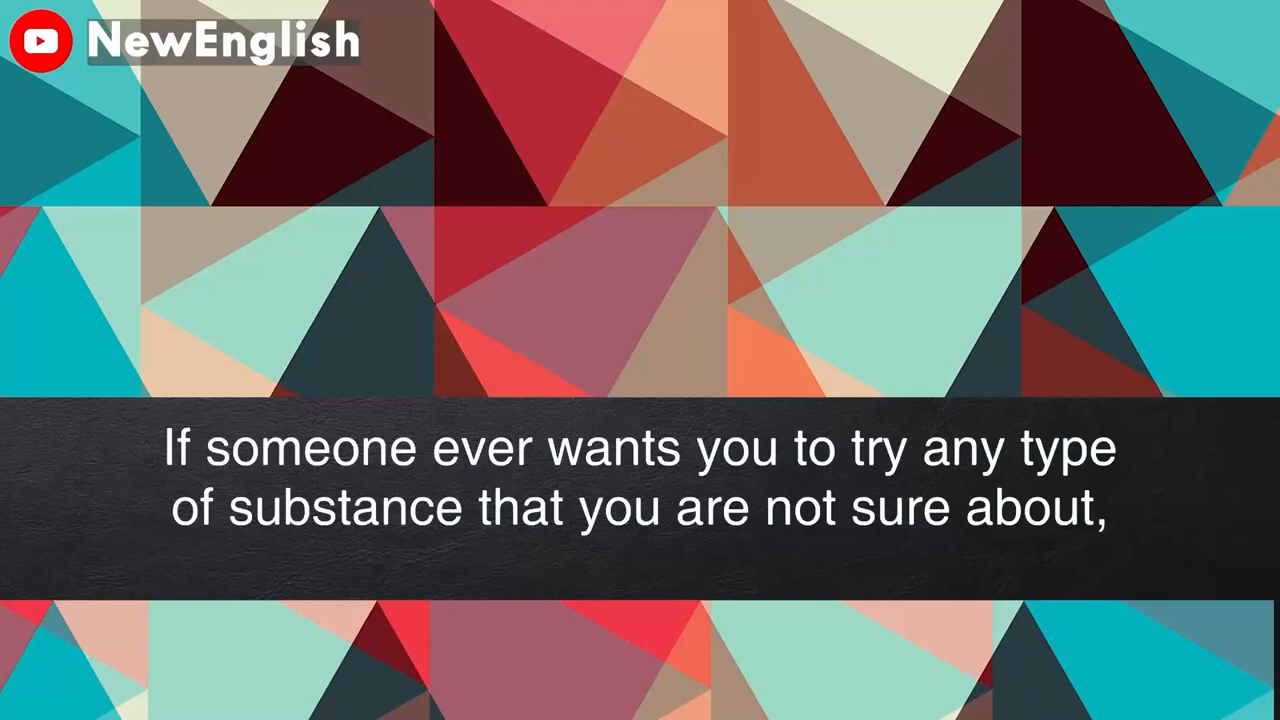 NewEnglish
If someone ever wants you to try any type
of substance that you are not sure about,